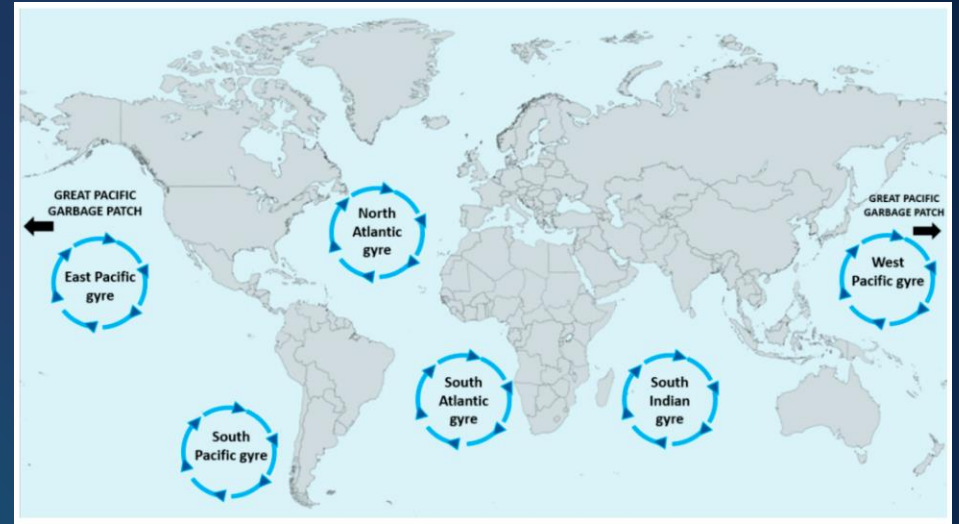 GREAT PACIFIC
GARBAGE PATCH
East Pacific
gyre
North
Atlantic
gyre
GREAT PACIFIC
GARBAGE PATCH
West
Pacific gyre
South
Pacific gyre
South
Atlantic
gyre
South
Indian
gyre